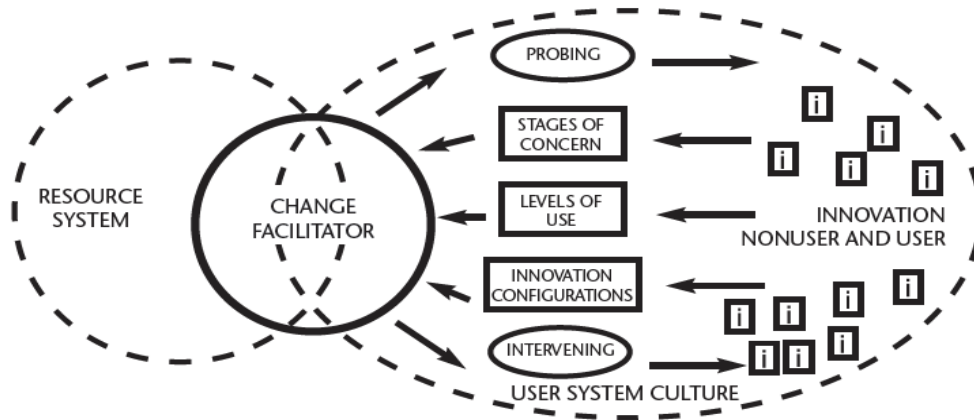 PROBING
STAGES OF
CONCERN
RESOURCE
SYSTEM
CHANGE
FACILITATOR
LEVELS OF
USE
INNOVATION
NONUSER AND USER
INNOVATION
CONFIGURATIONS
INTERVENING
USER SYSTEM CULTURE
i
i
i
i
i
i
i
i
i
i
i
i